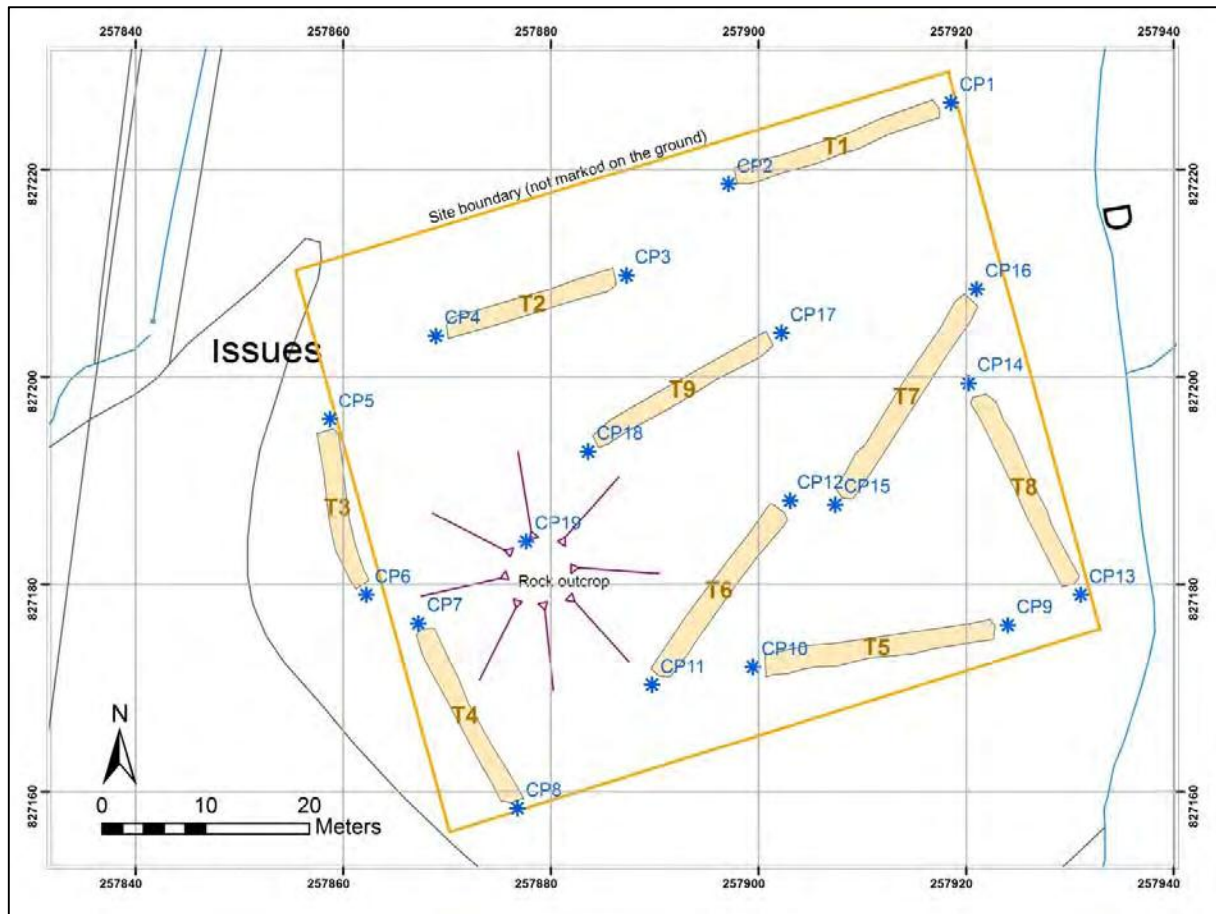 257840 257860 257880 257900 257920 257940
827220
827220
827200
827200
827180
827180
827160
827160
CP1
T1
CP2
Site boundary (not markod on the ground)
D
CP3
T2
CP4
CP16
CP17
Issues
CP14
T9
T7
CP5
CP18
CP12
CP15
T3
T8
CP19
Rock outcrop
CP6
T6
CP13
CP7
CP9
T5
CP10
CP11
T4
CP8
N
0 10 20
Meters
257840 257860 257880 257900 257920 257940